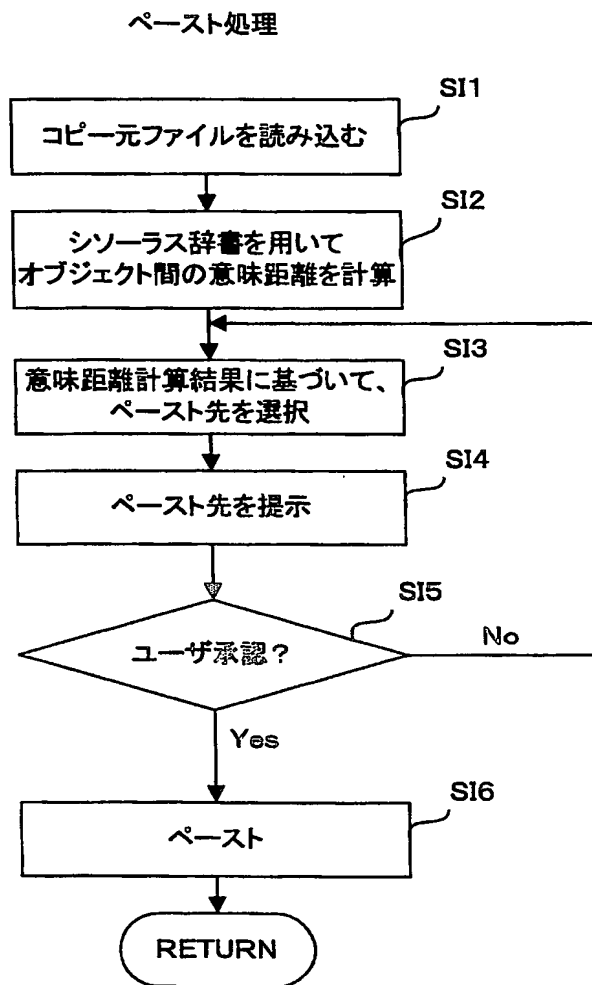 ペースト処理
SI1
コピー元ファイルを読み込む
SI2
シソーラス辞書を用いて
オブジェクト間の意味距離を計算
SI3
意味距離計算結果に基づいて、
ペースト先を選択
SI4
ペースト先を提示
SI5
ユーザ承認？
No
Yes
SI6
ペースト
RETURN